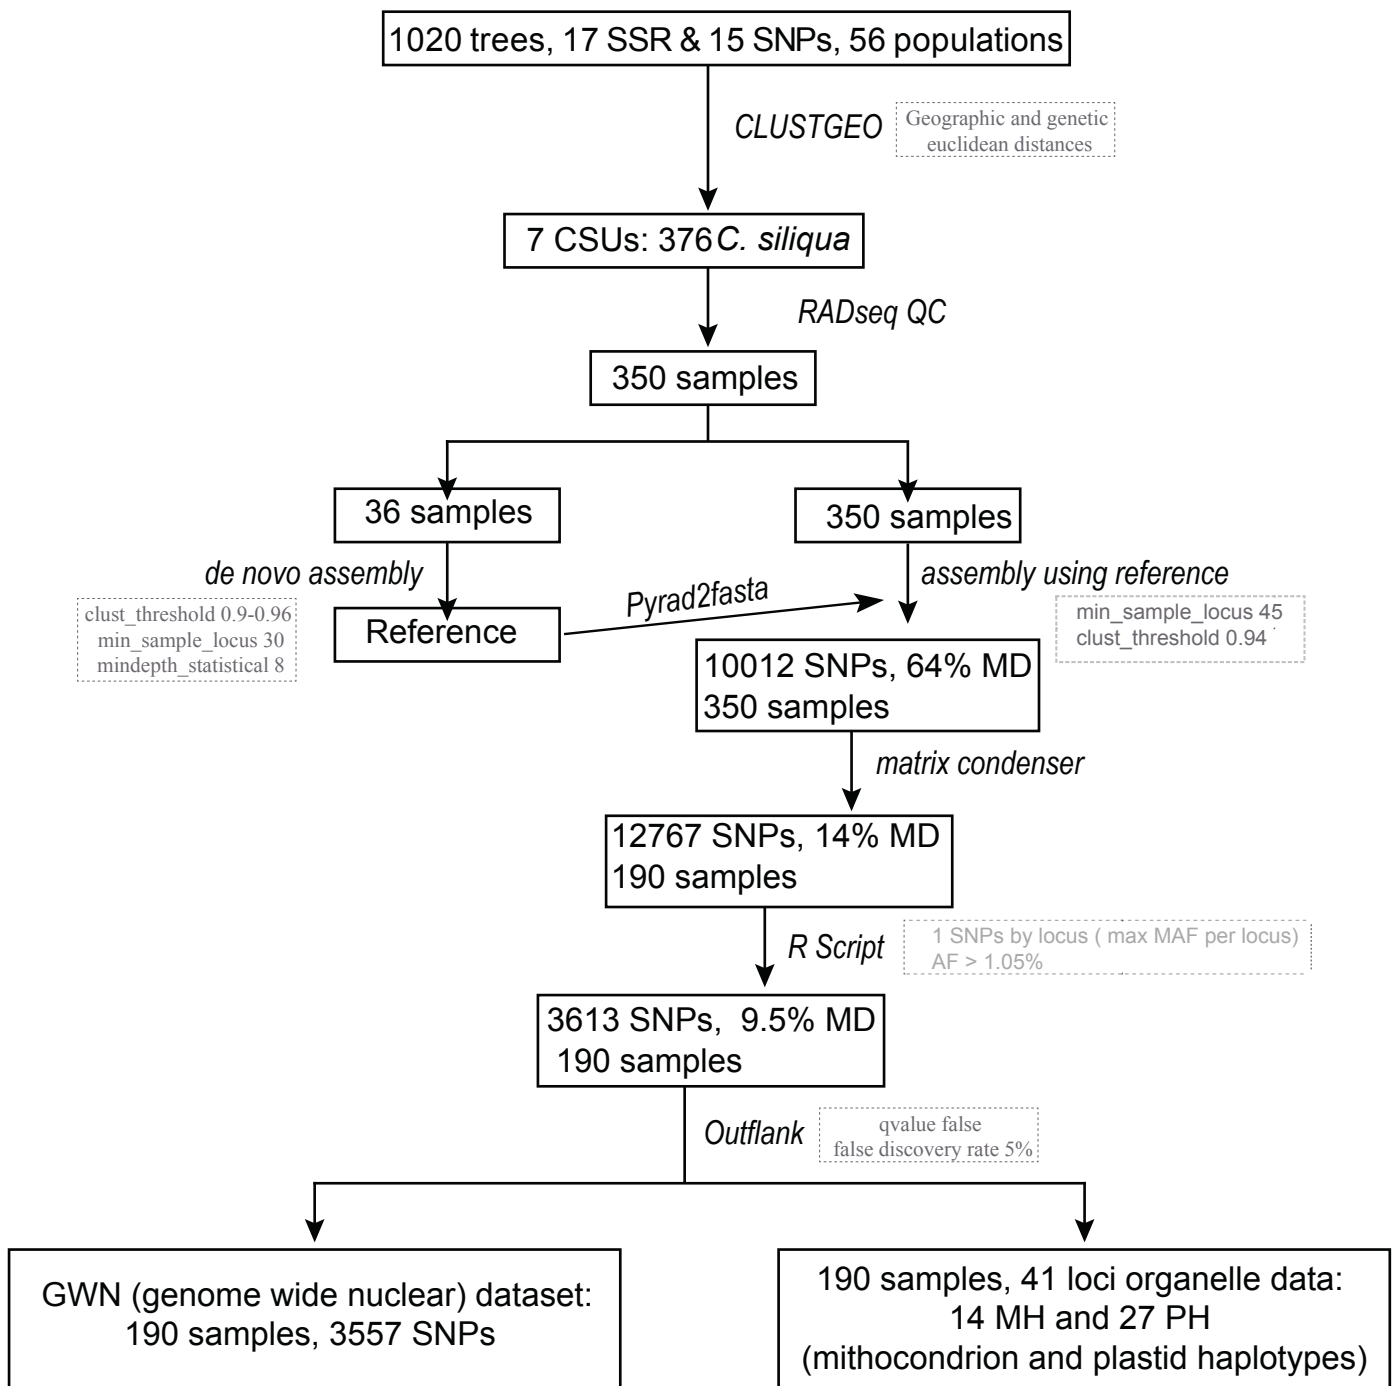 1020 trees, 17 SSR & 15 SNPs, 56 populations
CLUSTGEO
Geographic and genetic
euclidean distances
7 CSUs: 376 C. siliqua
RADseq QC
350 samples
36 samples
350 samples
de novo assembly
clust_threshold 0.9-0.96
min_sample_locus 30
mindepth_statistical 8
Reference
Pyrad2fasta
assembly using reference
min_sample_locus 45
clust_threshold 0.94
10012 SNPs, 64% MD
350 samples
matrix condenser
12767 SNPs, 14% MD
190 samples
R Script
1 SNPs by locus ( max MAF per locus)
AF > 1.05%
3613 SNPs, 9.5% MD
190 samples
Outflank
qvalue false
false discovery rate 5%
GWN (genome wide nuclear) dataset:
190 samples, 3557 SNPs
190 samples, 41 loci organelle data:
14 MH and 27 PH
(mithocondrion and plastid haplotypes)